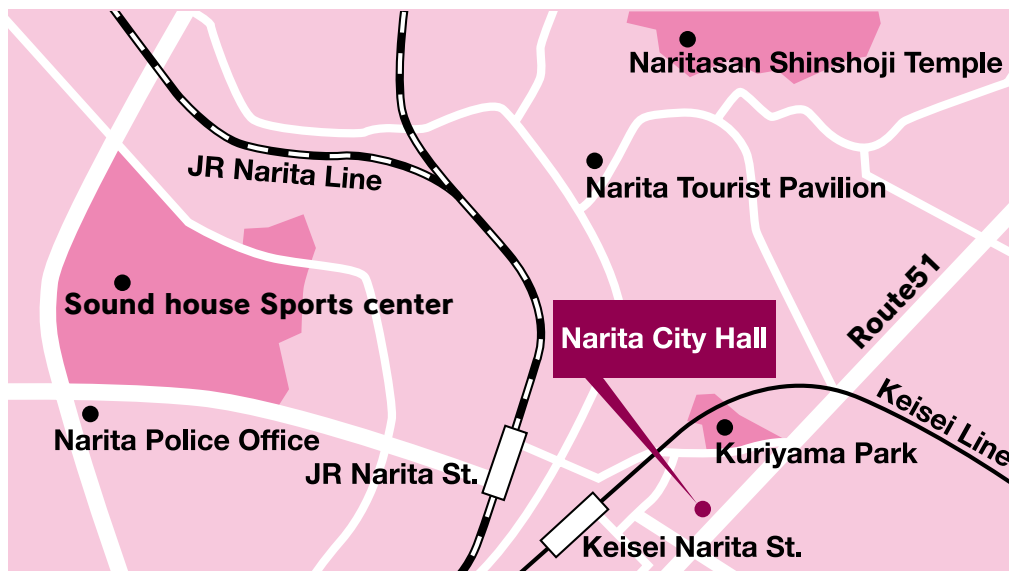 Naritasan Shinshoji Temple
JR Narita Line
Narita Tourist Pavilion
Route51
Sound house Sports center
Narita City Hall
Keisei Line
Narita Police Office
Kuriyama Park
JR Narita St.
Keisei Narita St.